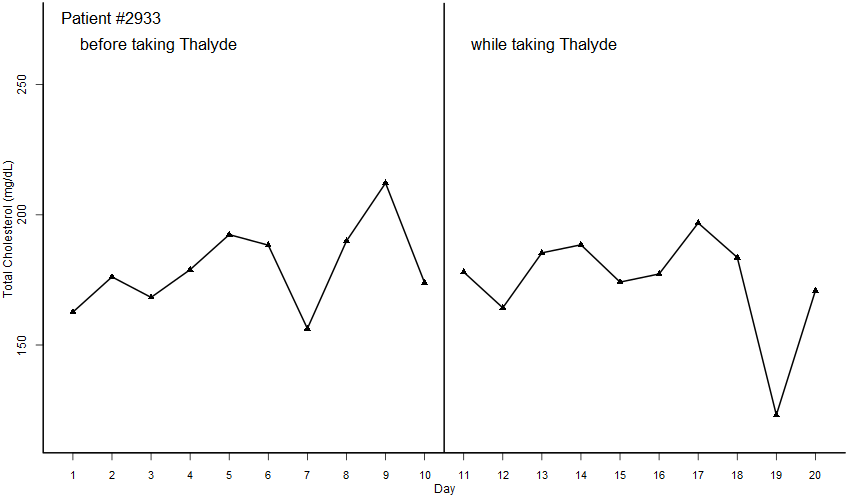 Patient #2933
before taking Thalyde
while taking Thalyde
250
200
150
Total Cholesterol (mg/dL)
1 2 3 4 5 6 7 8 9 10 11 12 13 14 15 16 17 18 19 20
Day